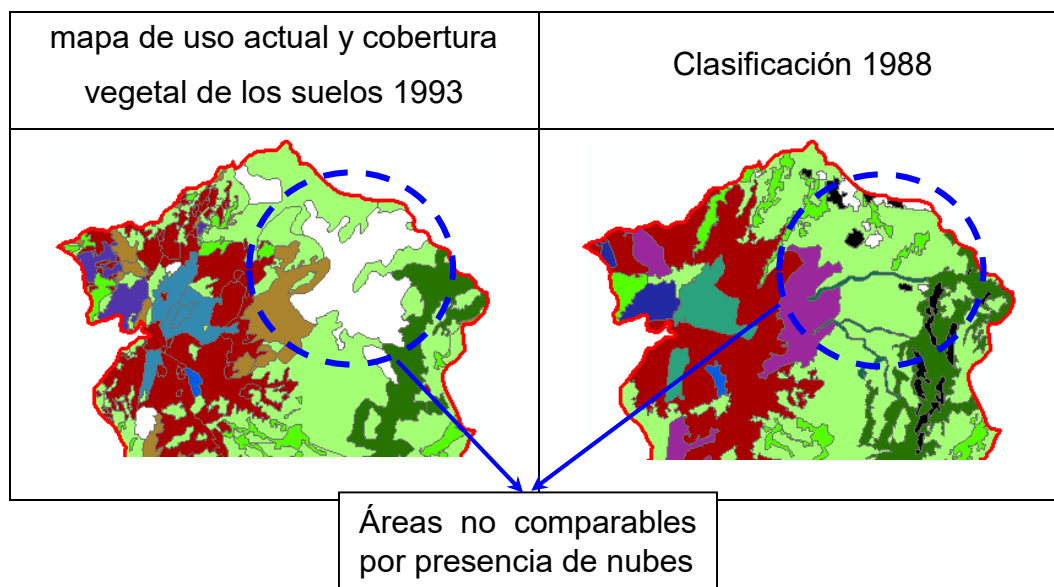 mapa de uso actual y cobertura
vegetal de los suelos 1993
Clasificación 1988
Áreas no comparables
por presencia de nubes